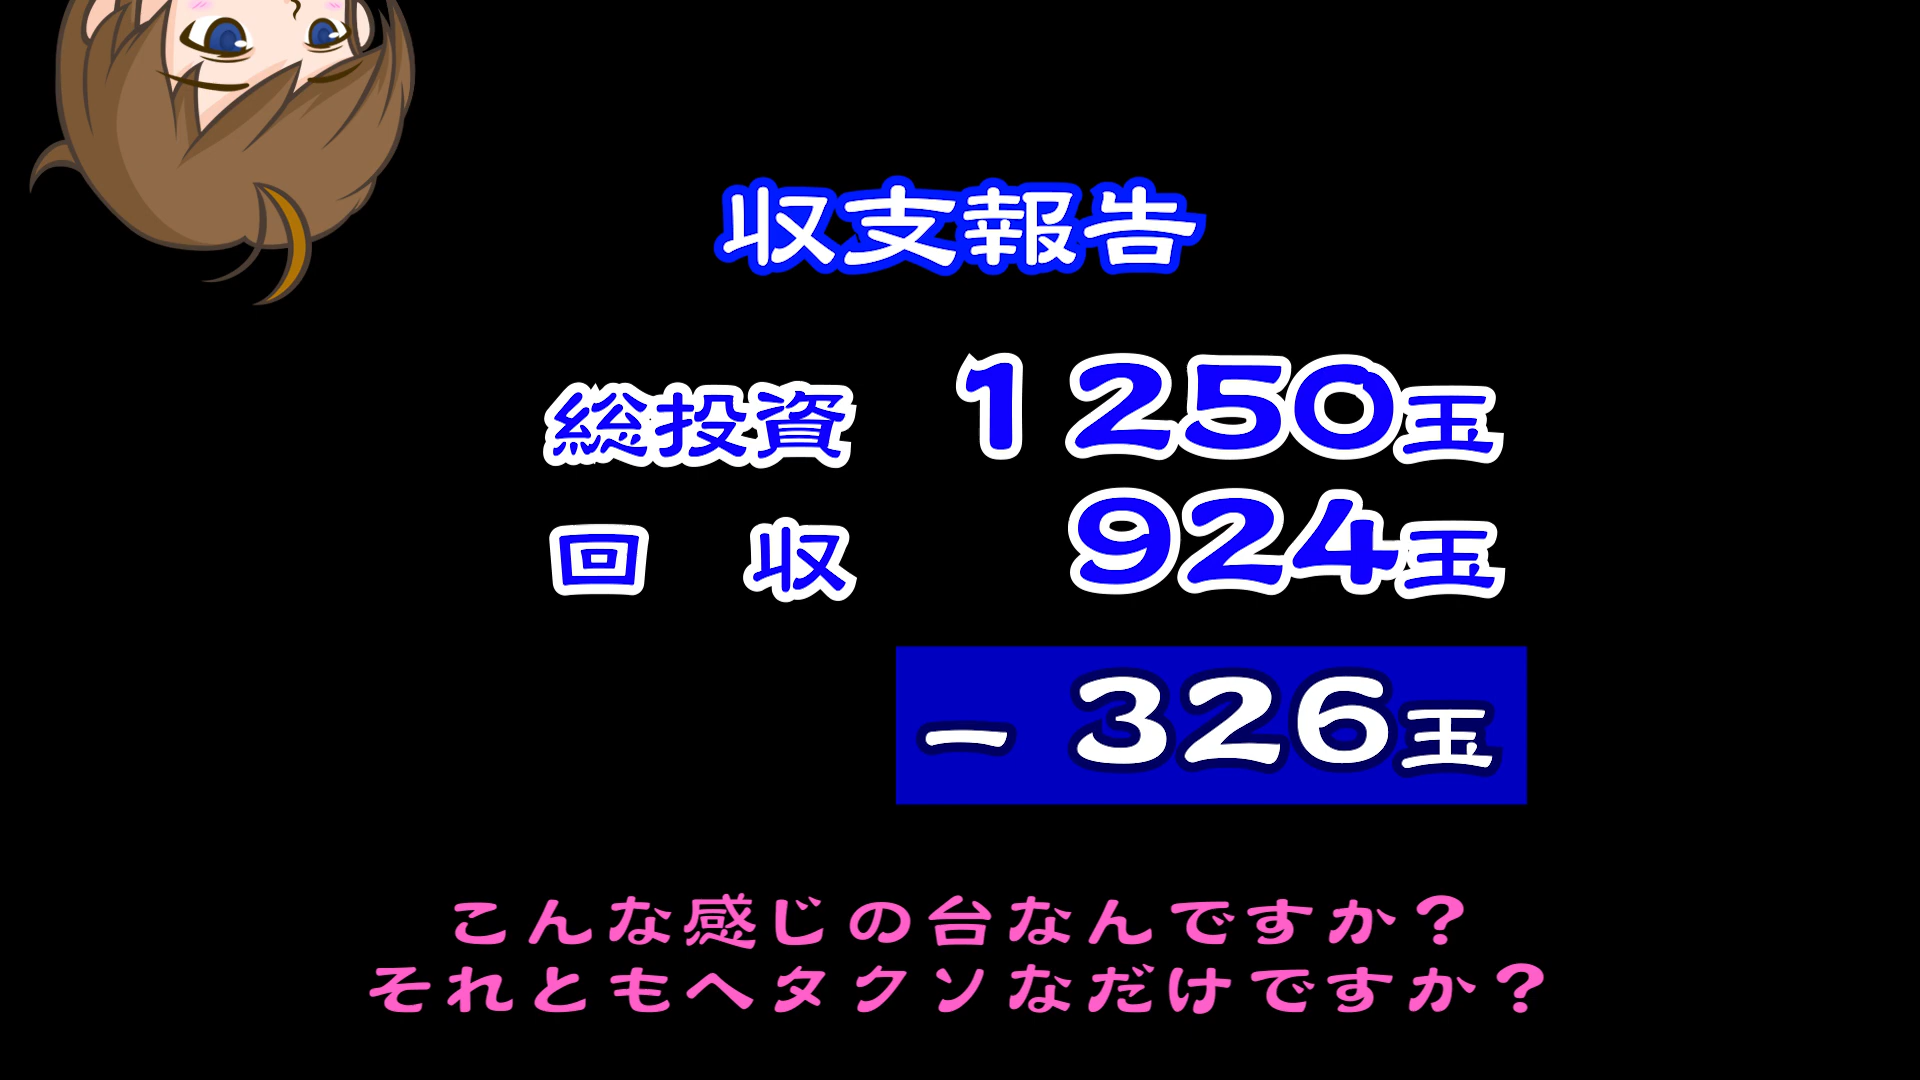 収支報告
総投資 1250玉
回 収 924玉
－326玉
こんな感じの台なんですか？
それともヘタクソなだけですか？